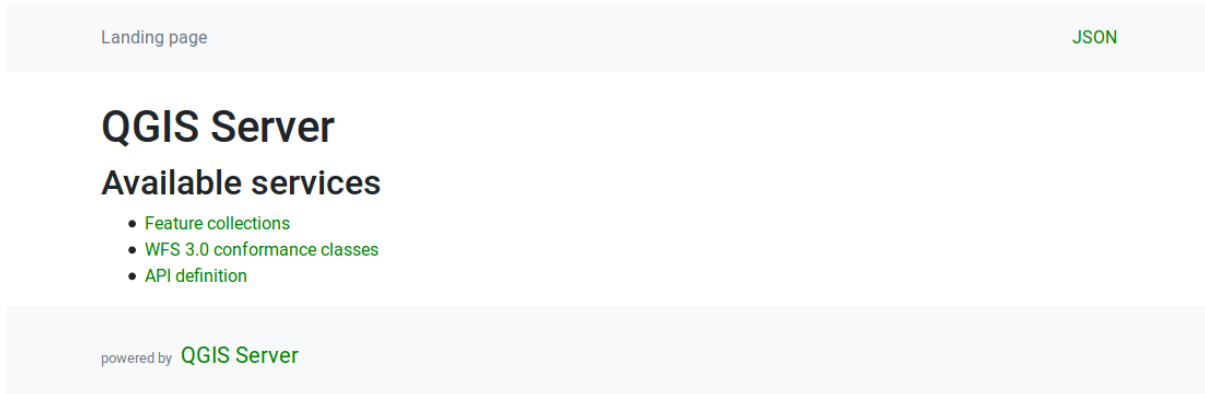 Landing page JSON
QGIS Server
Available services
Feature collections
WFS 3.0 conformance classes
API definition
powered by QGIS Server